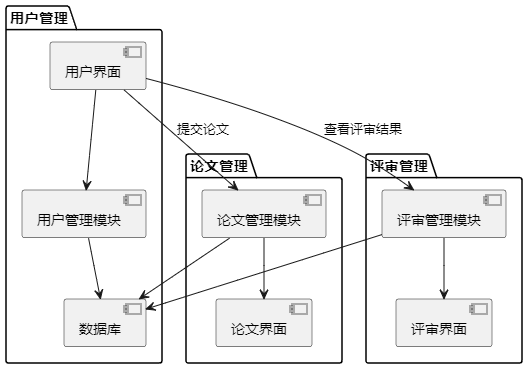 用户管理
用户界面
提交论文
查看评审结果
论文管理
评审管理
用户管理模块
论文管理模块
评审管理模块
数据库
论文界面
评审界面